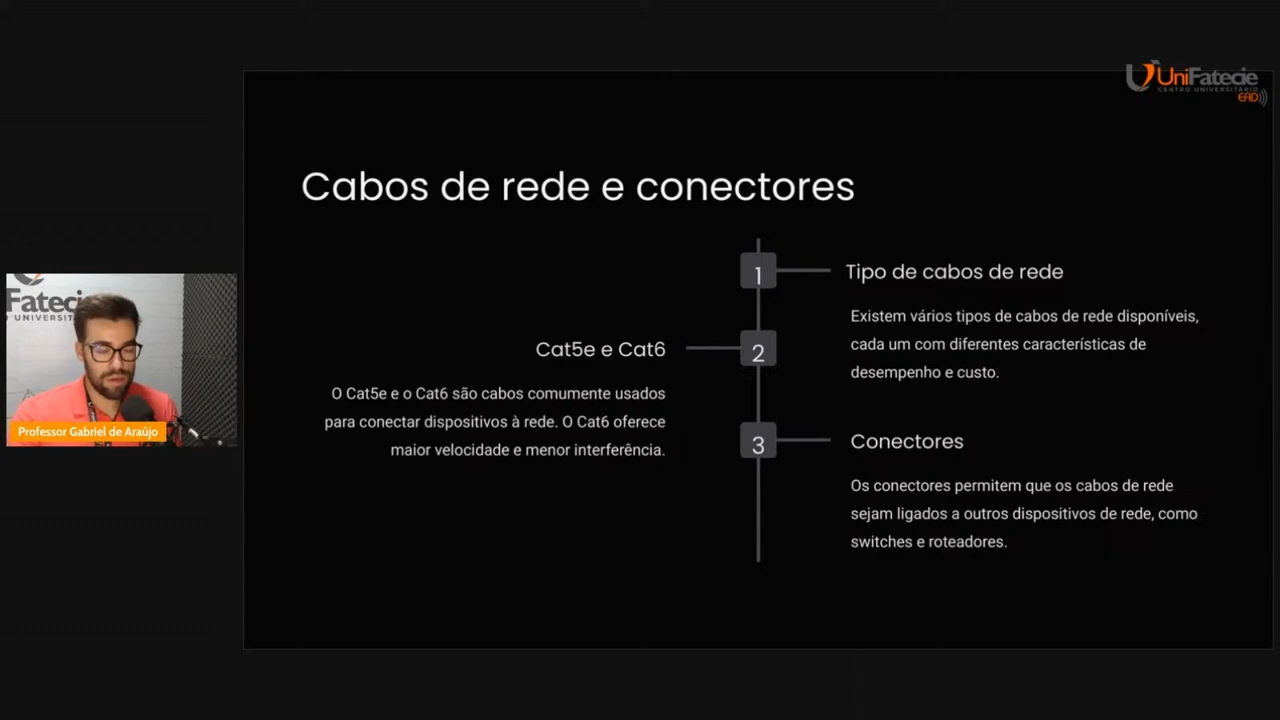 UniFatecie
CENTRO UNIVERSITÁRIO
EAD
Cabos de rede e conectores
1
Tipo de cabos de rede
Existem vários tipos de cabos de rede disponíveis,
cada um com diferentes características de
desempenho e custo.
2
Cat5e e Cat6
O Cat5e e o Cat6 são cabos comumente usados
para conectar dispositivos à rede. O Cat6 oferece
maior velocidade e menor interferência.
3
Conectores
Os conectores permitem que os cabos de rede
sejam ligados a outros dispositivos de rede, como
switches e roteadores.
Fateci
UNIVERSIT
Professor Gabriel de Araújo